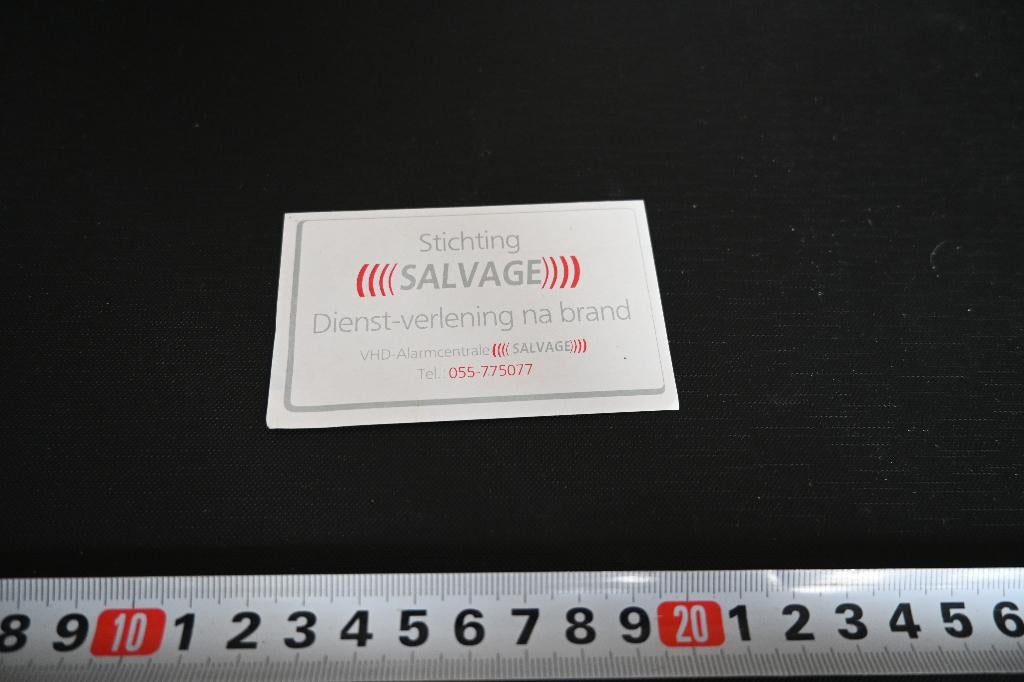 Stichting
((((SALVAGE))))
Dienst-verlening na brand
VHD-Alarmcentrale((((SALVAGE))))
Tel.: 055-775077
8 9 10 1 2 3 4 5 6 7 8 9 20 1 2 3 4 5 6